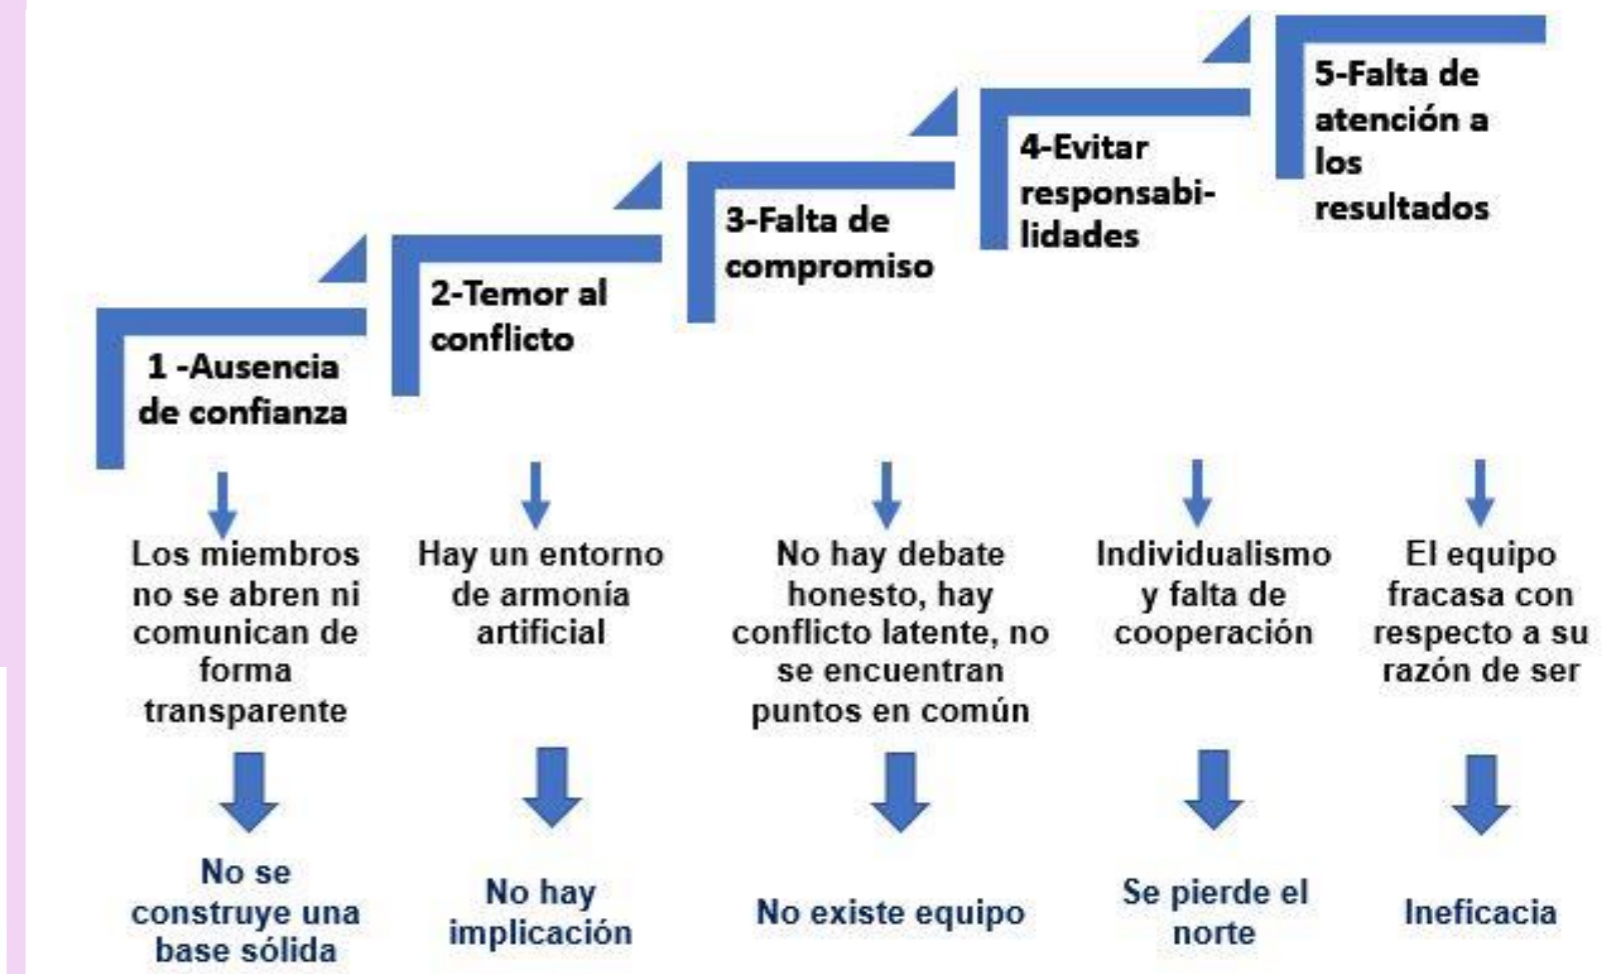 1 -Ausencia
de confianza
2-Temor al
conflicto
3-Falta de
compromiso
4-Evitar
responsabi-
lidades
5-Falta de
atención a
los
resultados
Los miembros
no se abren ni
comunican de
forma
transparente
Hay un entorno
de armonía
artificial
No hay debate
honesto, hay
conflicto latente, no
se encuentran
puntos en común
Individualismo
y falta de
cooperación
El equipo
fracasa con
respecto a su
razón de ser
No se
construye una
base sólida
No hay
implicación
No existe equipo
Se pierde el
norte
Ineficacia